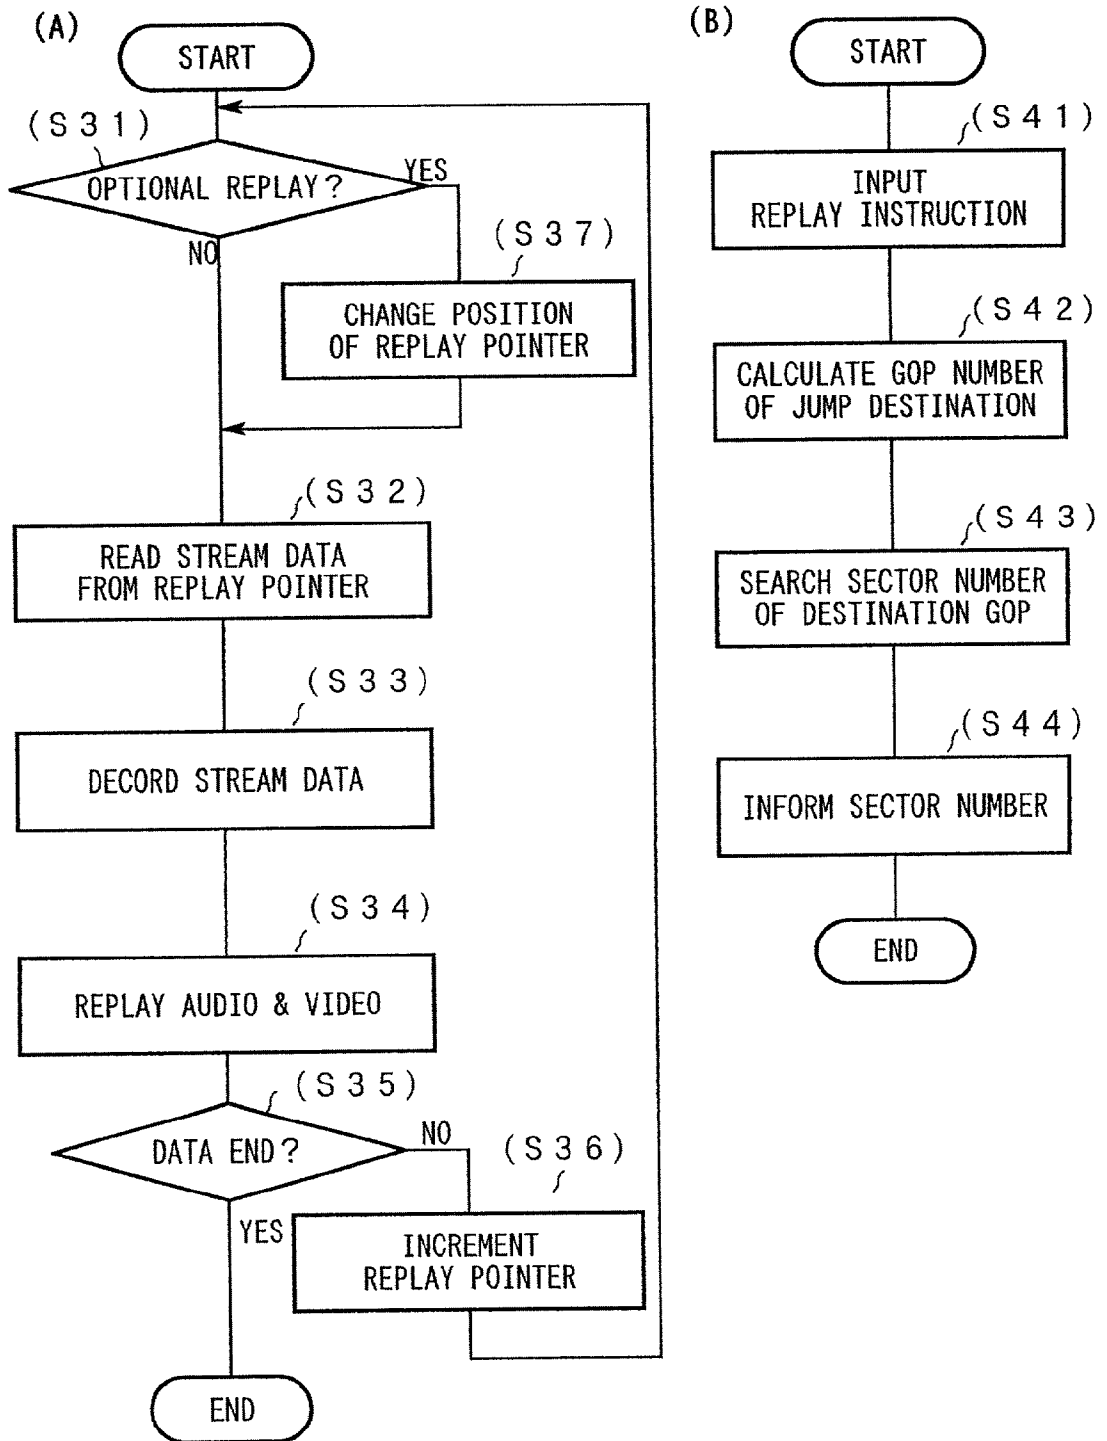 (A)
START
(S31)
OPTIONAL REPLAY?
YES
NO
(S37)
CHANGE POSITION
OF REPLAY POINTER
(S32)
READ STREAM DATA
FROM REPLAY POINTER
(S33)
DECORD STREAM DATA
(S34)
REPLAY AUDIO & VIDEO
(S35)
DATA END?
NO
YES
(S36)
INCREMENT
REPLAY POINTER
END
(B)
START
(S41)
INPUT
REPLAY INSTRUCTION
(S42)
CALCULATE GOP NUMBER
OF JUMP DESTINATION
(S43)
SEARCH SECTOR NUMBER
OF DESTINATION GOP
(S44)
INFORM SECTOR NUMBER
END